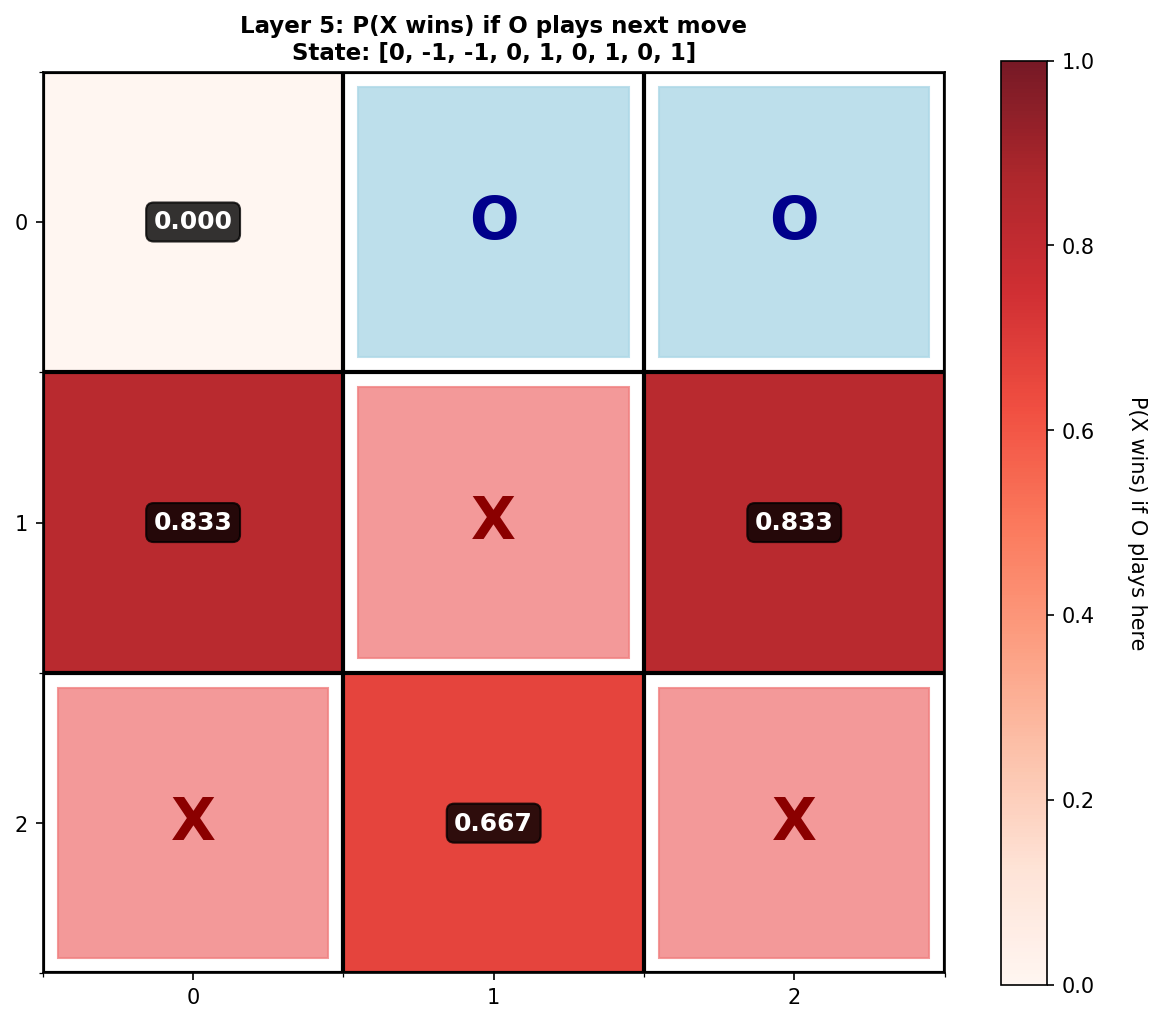 Layer 5: P(X wins) if O plays next move
State: [0, -1, -1, 0, 1, 0, 1, 0, 1]
0
0.000
O
O
1
0.833
X
0.833
2
X
0.667
X
0
1
2
1.0
0.8
0.6
0.4
0.2
0.0
P(X wins) if O plays here